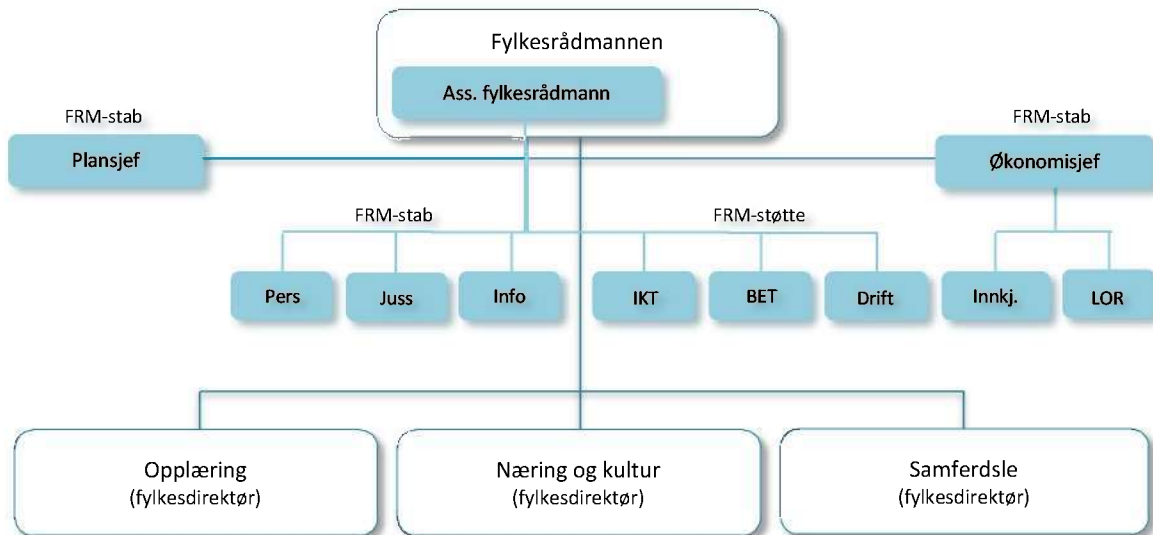 Fylkesrådmannen
Ass. fylkesrådmann
FRM-stab
FRM-stab
Plansjef
Økonomisjef
FRM-stab
FRM-støtte
Pers
Juss
Info
IKT
BET
Drift
Innkj.
LOR
Opplæring
(fylkesdirektør)
Næring og kultur
(fylkesdirektør)
Samferdsle
(fylkesdirektør)